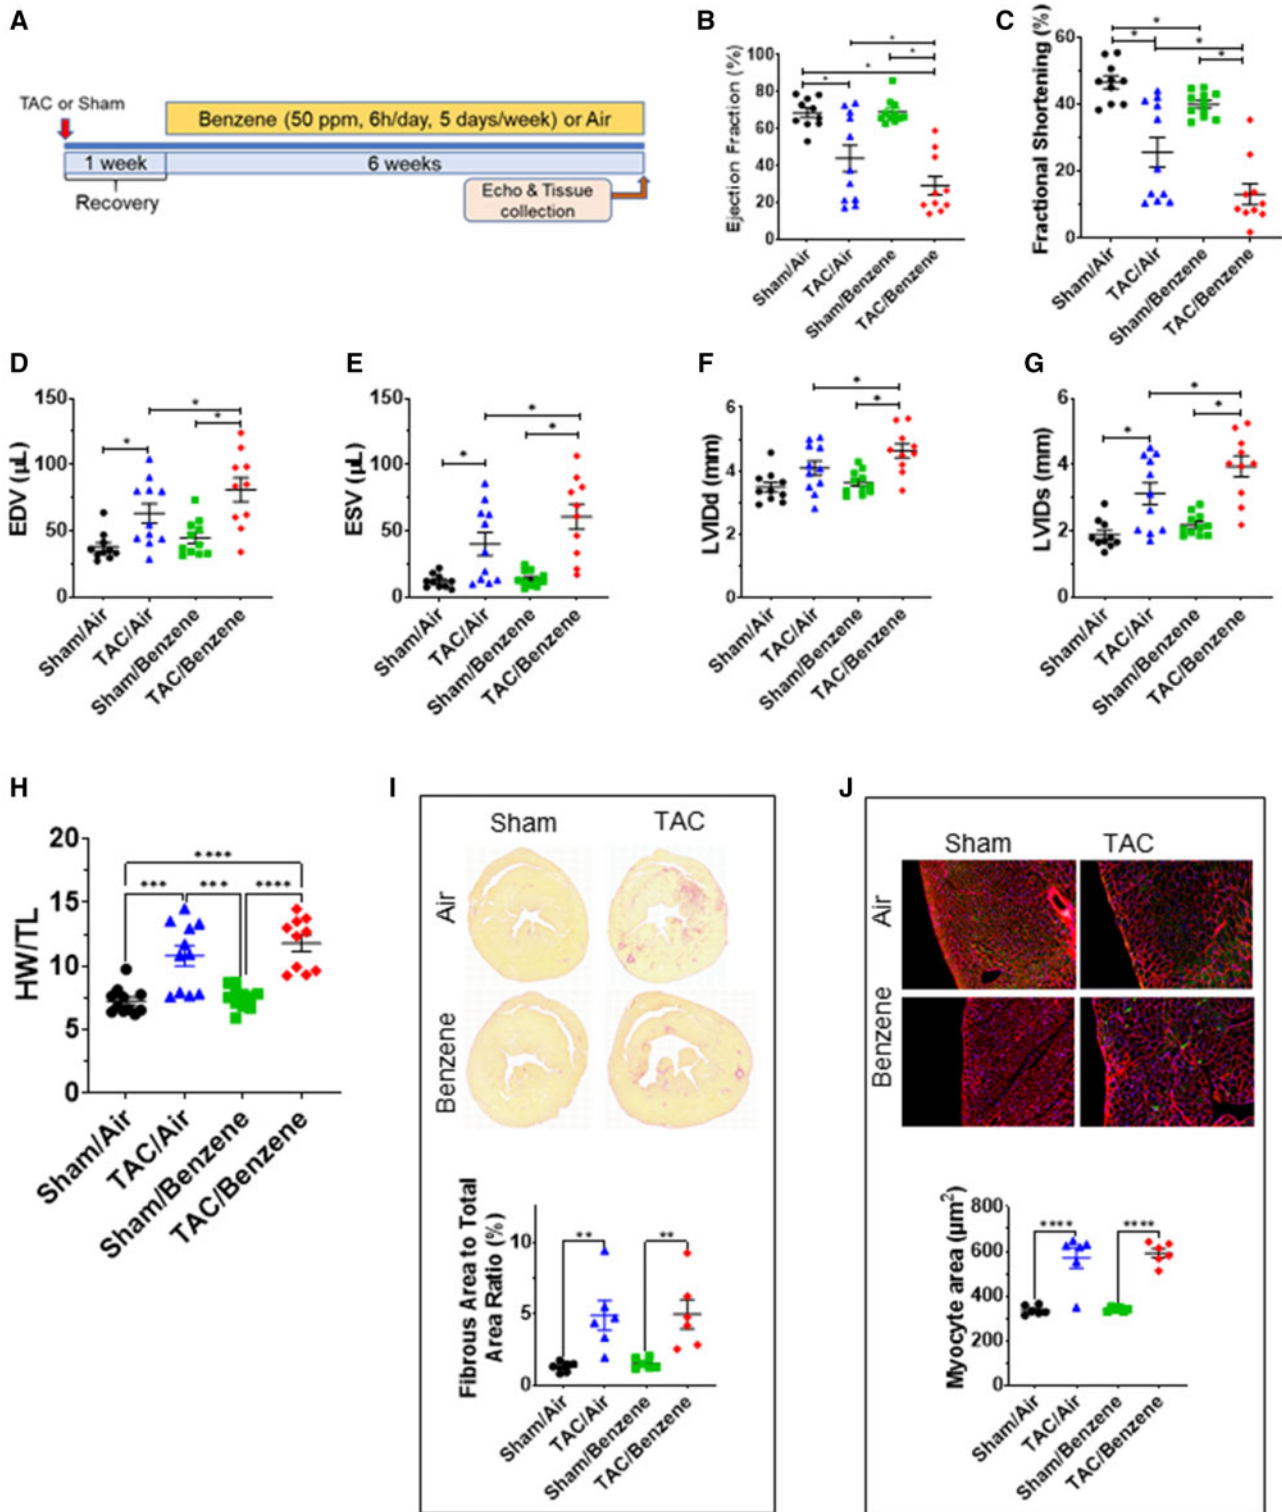 A
TAC or Sham
Benzene (50 ppm, 6h/day, 5 days/week) or Air
1 week
6 weeks
Recovery
Echo & Tissue
collection
B
Ejection Fraction (%)
100
80
60
40
20
0
*
*
*
*
Sham/Air
TAC/Air
Sham/Benzene
TAC/Benzene
C
Fractional Shortening (%)
60
40
20
0
*
*
*
*
Sham/Air
TAC/Air
Sham/Benzene
TAC/Benzene
D
EDV (µL)
150
100
50
0
*
*
*
Sham/Air
TAC/Air
Sham/Benzene
TAC/Benzene
E
ESV (µL)
150
100
50
0
*
*
*
Sham/Air
TAC/Air
Sham/Benzene
TAC/Benzene
F
LVIDd (mm)
6
4
2
0
*
*
Sham/Air
TAC/Air
Sham/Benzene
TAC/Benzene
G
LVIDs (mm)
6
4
2
0
*
*
*
Sham/Air
TAC/Air
Sham/Benzene
TAC/Benzene
H
HW/TL
20
15
10
5
0
****
*** *** ****
Sham/Air
TAC/Air
Sham/Benzene
TAC/Benzene
I
Sham TAC
Air
Benzene
Fibrous Area to Total
Area Ratio (%)
10
5
0
** **
Sham/Air
TAC/Air
Sham/Benzene
TAC/Benzene
J
Sham TAC
Air
Benzene
Myocyte area (µm²)
800
600
400
200
0
**** ****
Sham/Air
TAC/Air
Sham/Benzene
TAC/Benzene